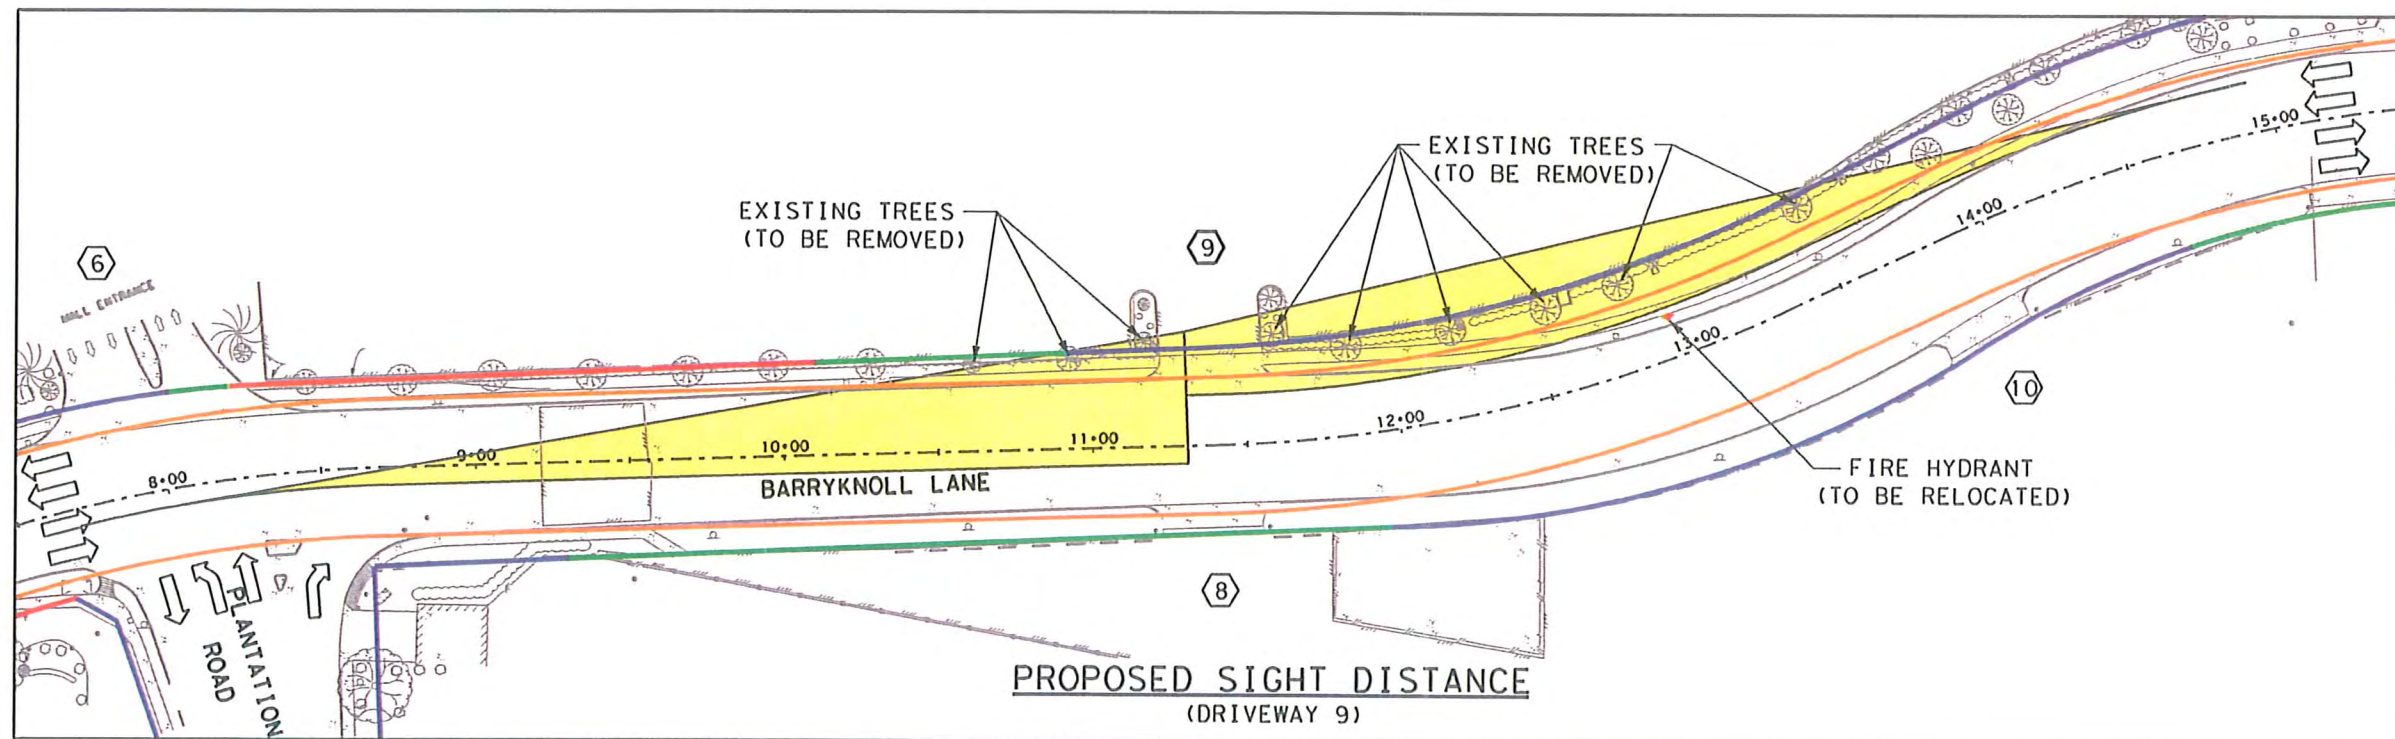 6
MALL ENTRANCE
EXISTING TREES
(TO BE REMOVED)
9
EXISTING TREES
(TO BE REMOVED)
15+00
14+00
13+00
12+00
11+00
10+00
9+00
8+00
BARRYKNOLL LANE
10
FIRE HYDRANT
(TO BE RELOCATED)
8
PLANTATION
ROAD
PROPOSED SIGHT DISTANCE
(DRIVEWAY 9)